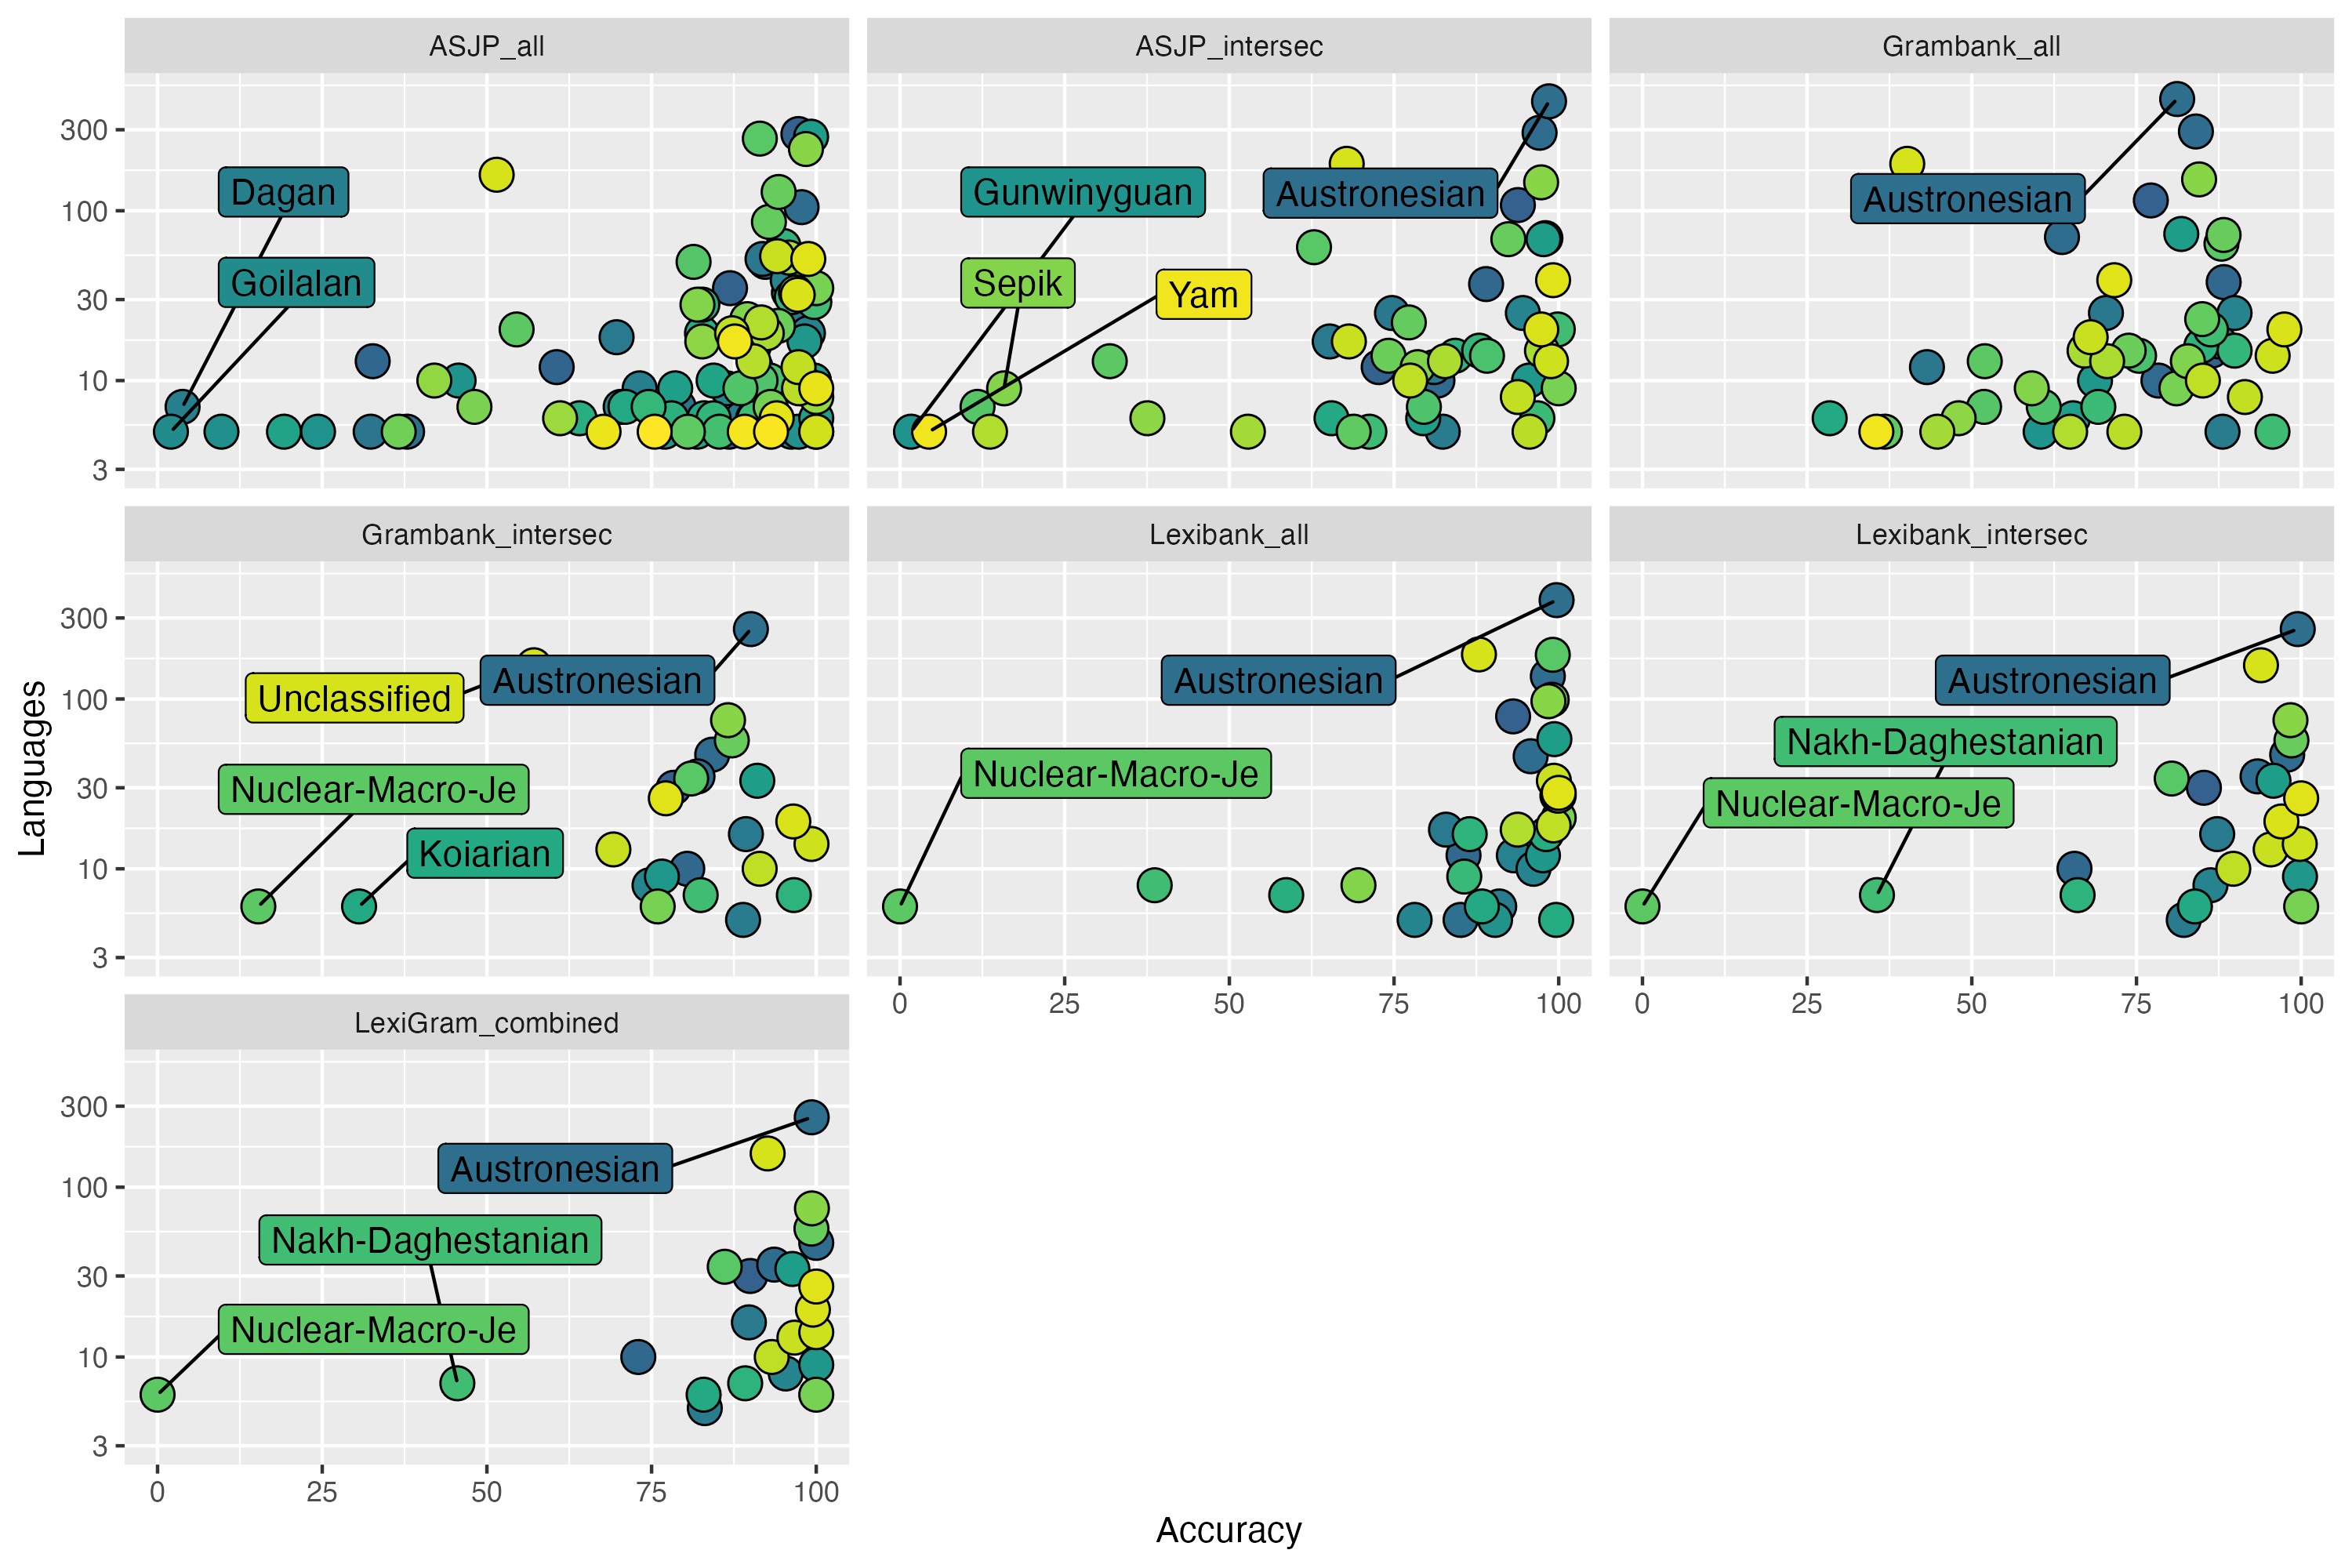 ASJP_all
ASJP_intersec
Grambank_all
300
100
30
10
3
Dagan
Goilalan
Gunwinyguan
Austronesian
Sepik
Yam
Austronesian
Grambank_intersec
Lexibank_all
Lexibank_intersec
300
100
30
10
3
Unclassified
Austronesian
Nuclear-Macro-Je
Koiarian
Austronesian
Nuclear-Macro-Je
Austronesian
Nakh-Daghestanian
Nuclear-Macro-Je
0 25 50 75 100
0 25 50 75 100
LexiGram_combined
300
100
30
10
3
Austronesian
Nakh-Daghestanian
Nuclear-Macro-Je
0 25 50 75 100
Languages
Accuracy